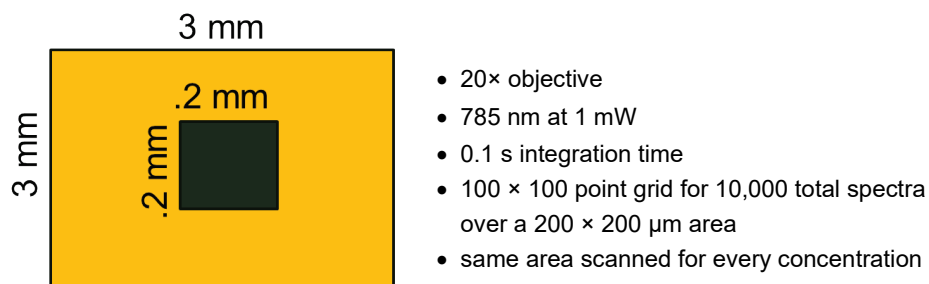 3 mm
.2 mm
3 mm
.2 mm
• 20× objective
• 785 nm at 1 mW
• 0.1 s integration time
• 100 × 100 point grid for 10,000 total spectra
over a 200 × 200 µm area
• same area scanned for every concentration